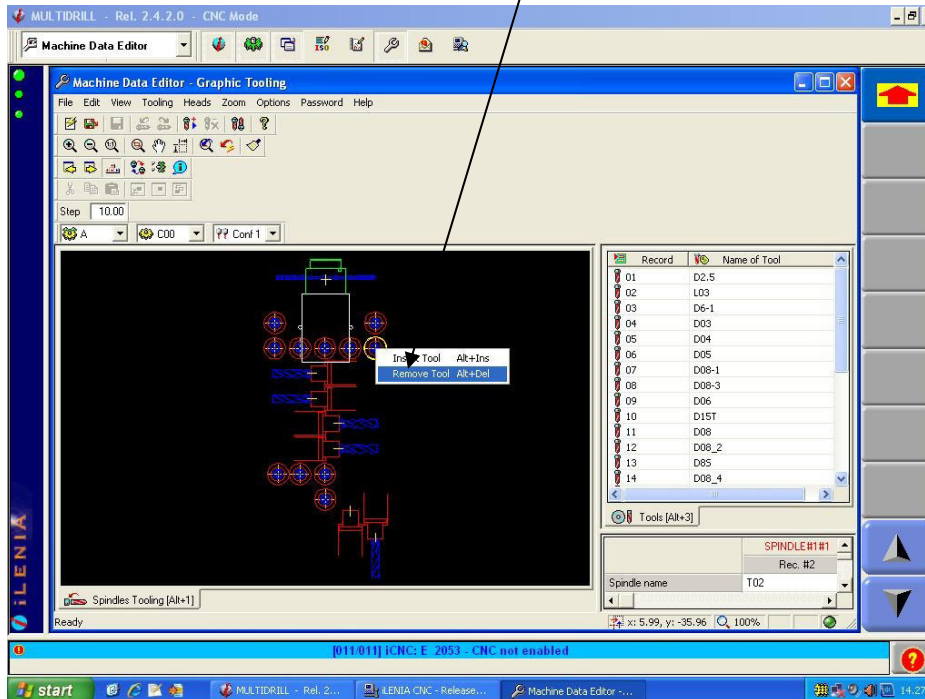 MULTIDRILL - Rel. 2.4.2.0 - CNC Mode
Machine Data Editor
ISO
Machine Data Editor - Graphic Tooling
File Edit View Tooling Heads Zoom Options Password Help
Step 10.00
A C00 Conf 1
Record Name of Tool
01 D2.5
02 L03
03 D6-1
04 D03
05 D04
06 D05
07 D08-1
08 D08-3
09 D06
10 D15T
11 D08
12 D08_2
13 D85
14 D08_4
Tool Alt+Ins
Remove Tool Alt+Del
Tools [Alt+3]
SPINDLE#1#1
Rec. #2
Spindle name T02
Spindles Tooling [Alt+1]
Ready x: 5.99, y: -35.96 100%
iLENIA
[011/011] iCNC: E 2053 - CNC not enabled
start MULTIDRILL - Rel. 2... iLENIA CNC - Release... Machine Data Editor -... 14.27